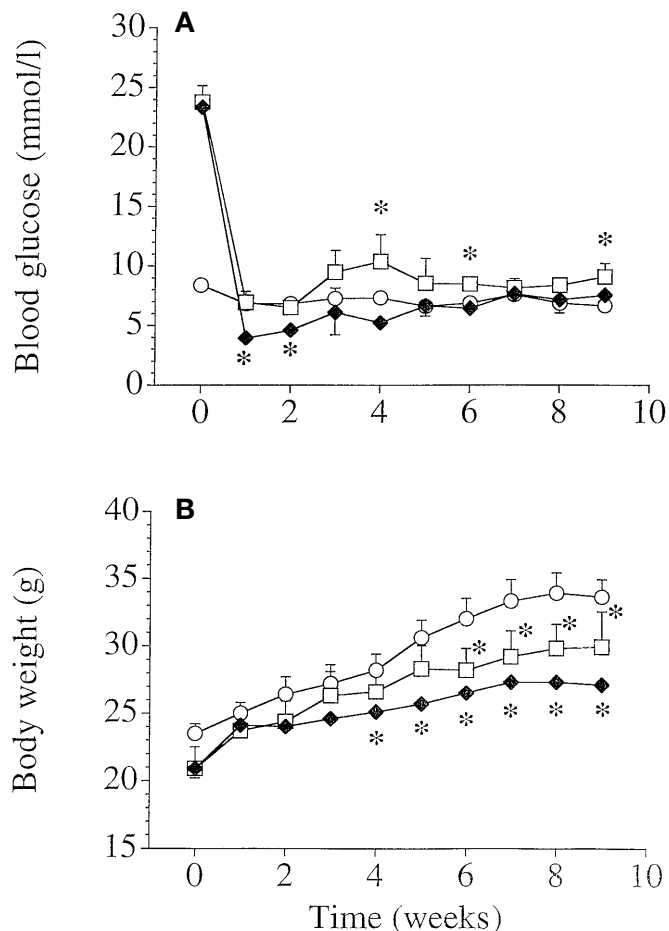 A
Blood glucose (mmol/l)
30
25
20
15
10
5
0
* * * * *
0 2 4 6 8 10
B
Body weight (g)
40
35
30
25
20
15
* * * *
* * * * * *
0 2 4 6 8 10
Time (weeks)